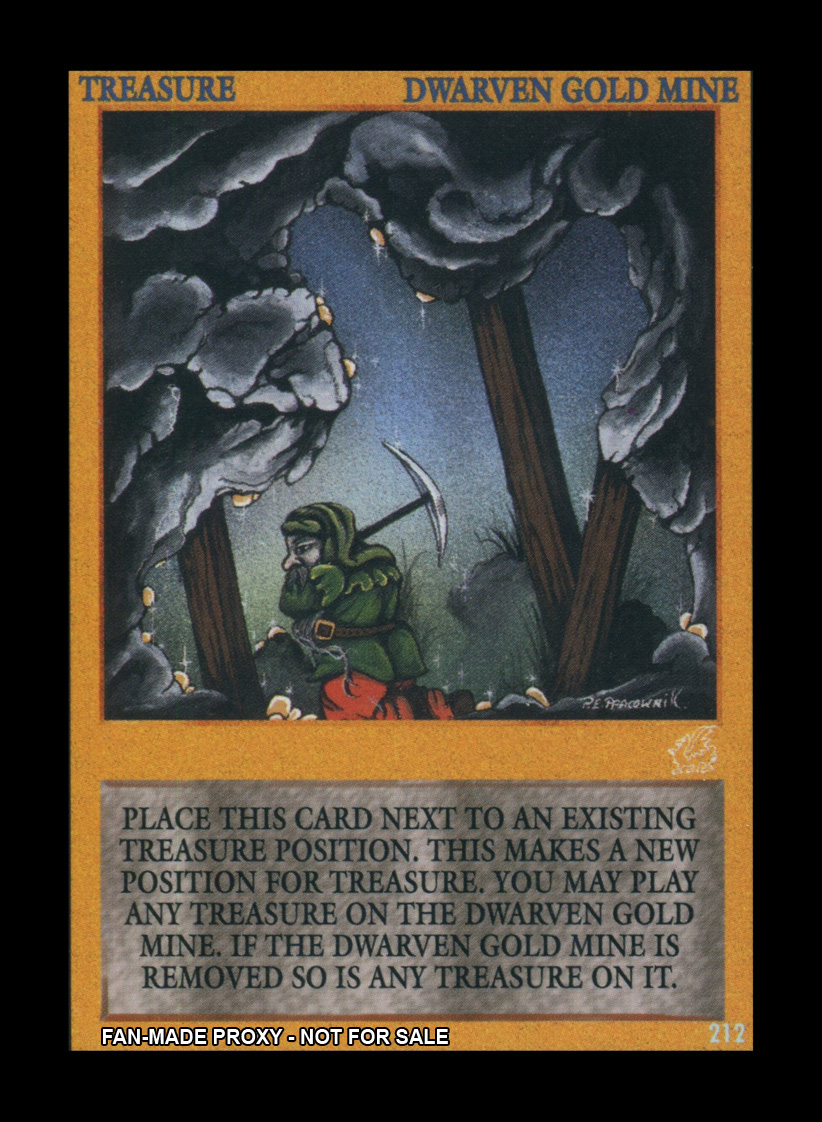 TREASURE DWARVEN GOLD MINE
P.E. PFACOWNIK.
PLACE THIS CARD NEXT TO AN EXISTING
TREASURE POSITION. THIS MAKES A NEW
POSITION FOR TREASURE. YOU MAY PLAY
ANY TREASURE ON THE DWARVEN GOLD
MINE. IF THE DWARVEN GOLD MINE IS
REMOVED SO IS ANY TREASURE ON IT.
FAN-MADE PROXY - NOT FOR SALE
212